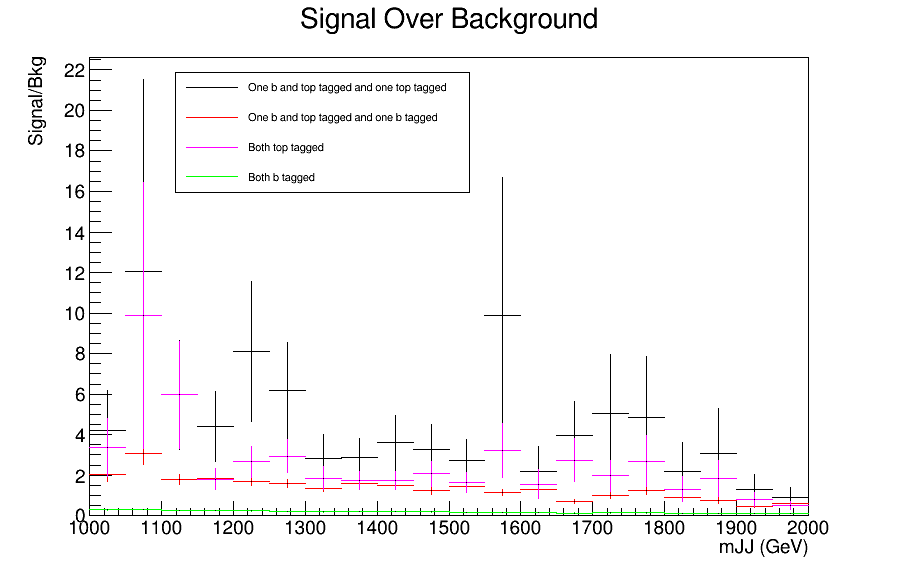 Signal Over Background
Signal/Bkg
22
20
18
16
14
12
10
8
6
4
2
0
One b and top tagged and one top tagged
One b and top tagged and one b tagged
Both top tagged
Both b tagged
1000 1100 1200 1300 1400 1500 1600 1700 1800 1900 2000
mJJ (GeV)